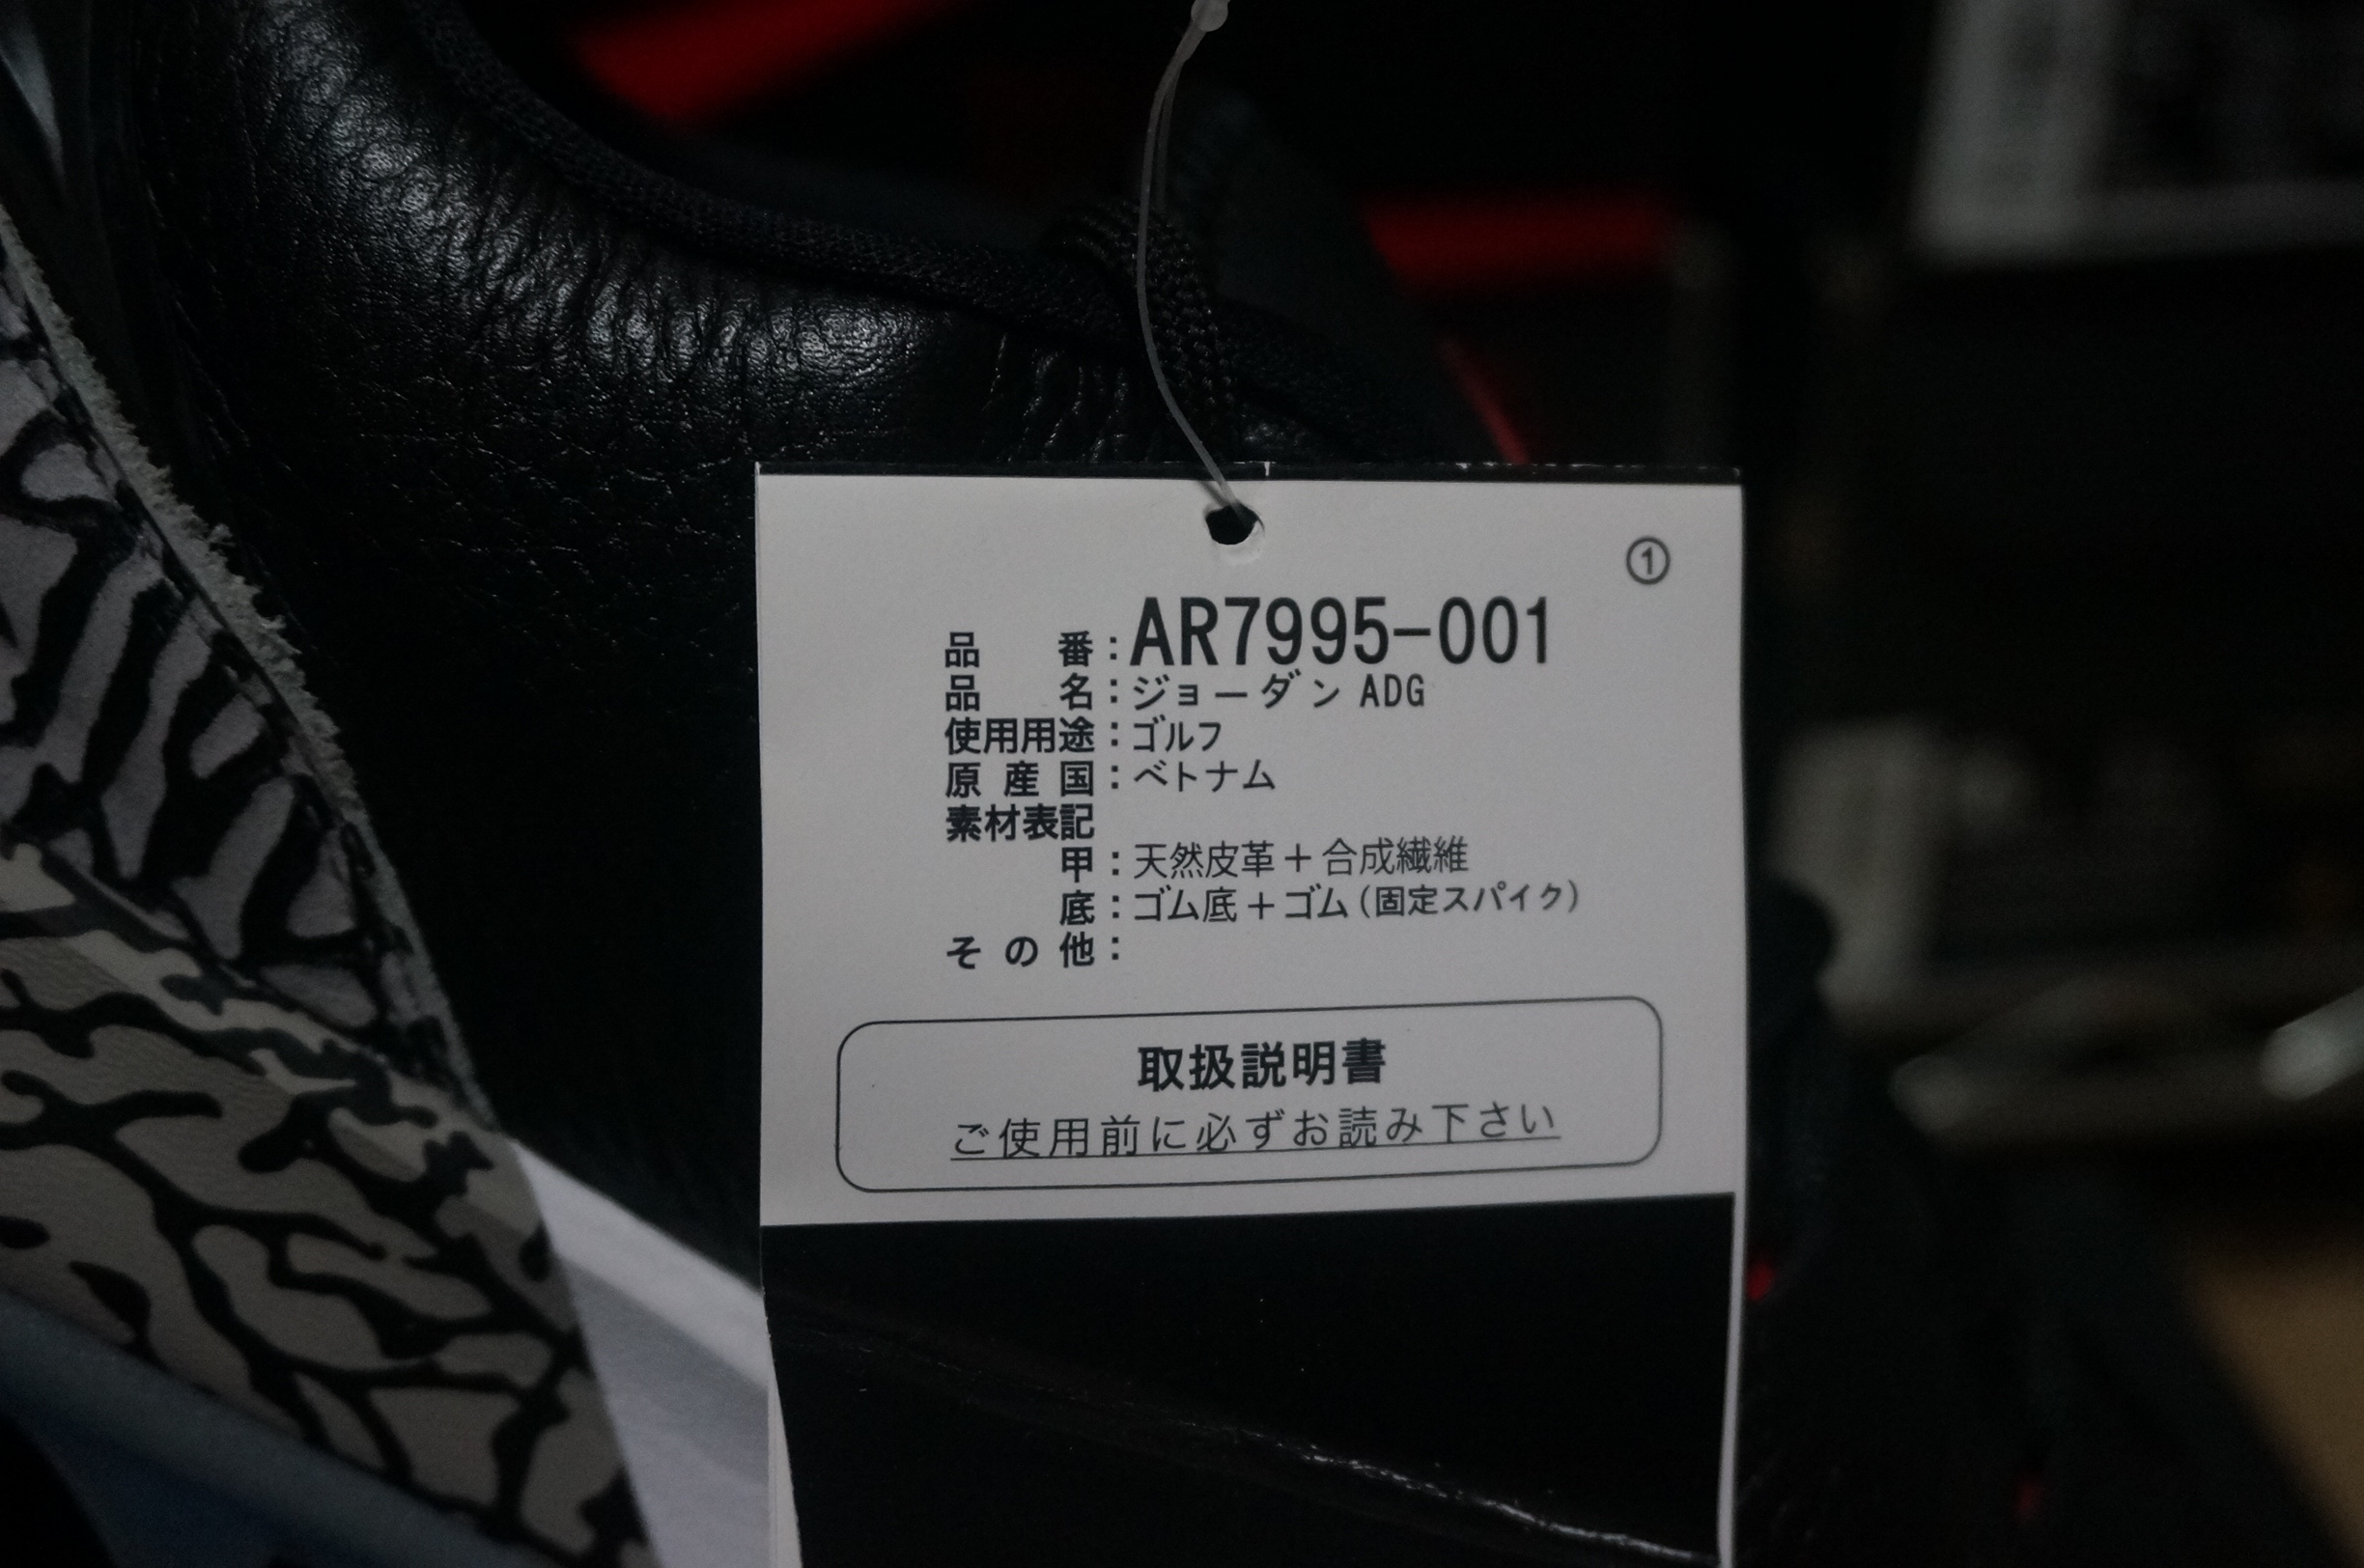 ①
品番：AR7995-001
品名：ジョーダン ADG
使用用途：ゴルフ
原産国：ベトナム
素材表記
甲：天然皮革＋合成繊維
底：ゴム底＋ゴム（固定スパイク）
その他：
取扱説明書
ご使用前に必ずお読み下さい